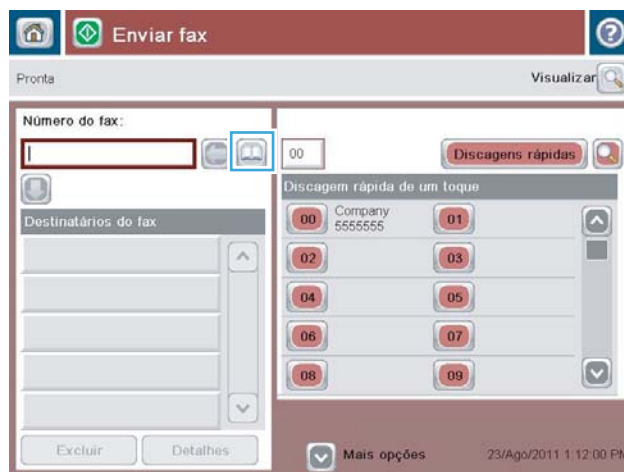 Enviar fax
Pronta
Visualizar
Número do fax:
00
Discagens rápidas
Discagem rápida de um toque
Destinatários do fax
00 Company 01
5555555
02 03
04 05
06 07
08 09
Excluir Detalhes
Mais opções
23/Ago/2011 1:12:00 PM